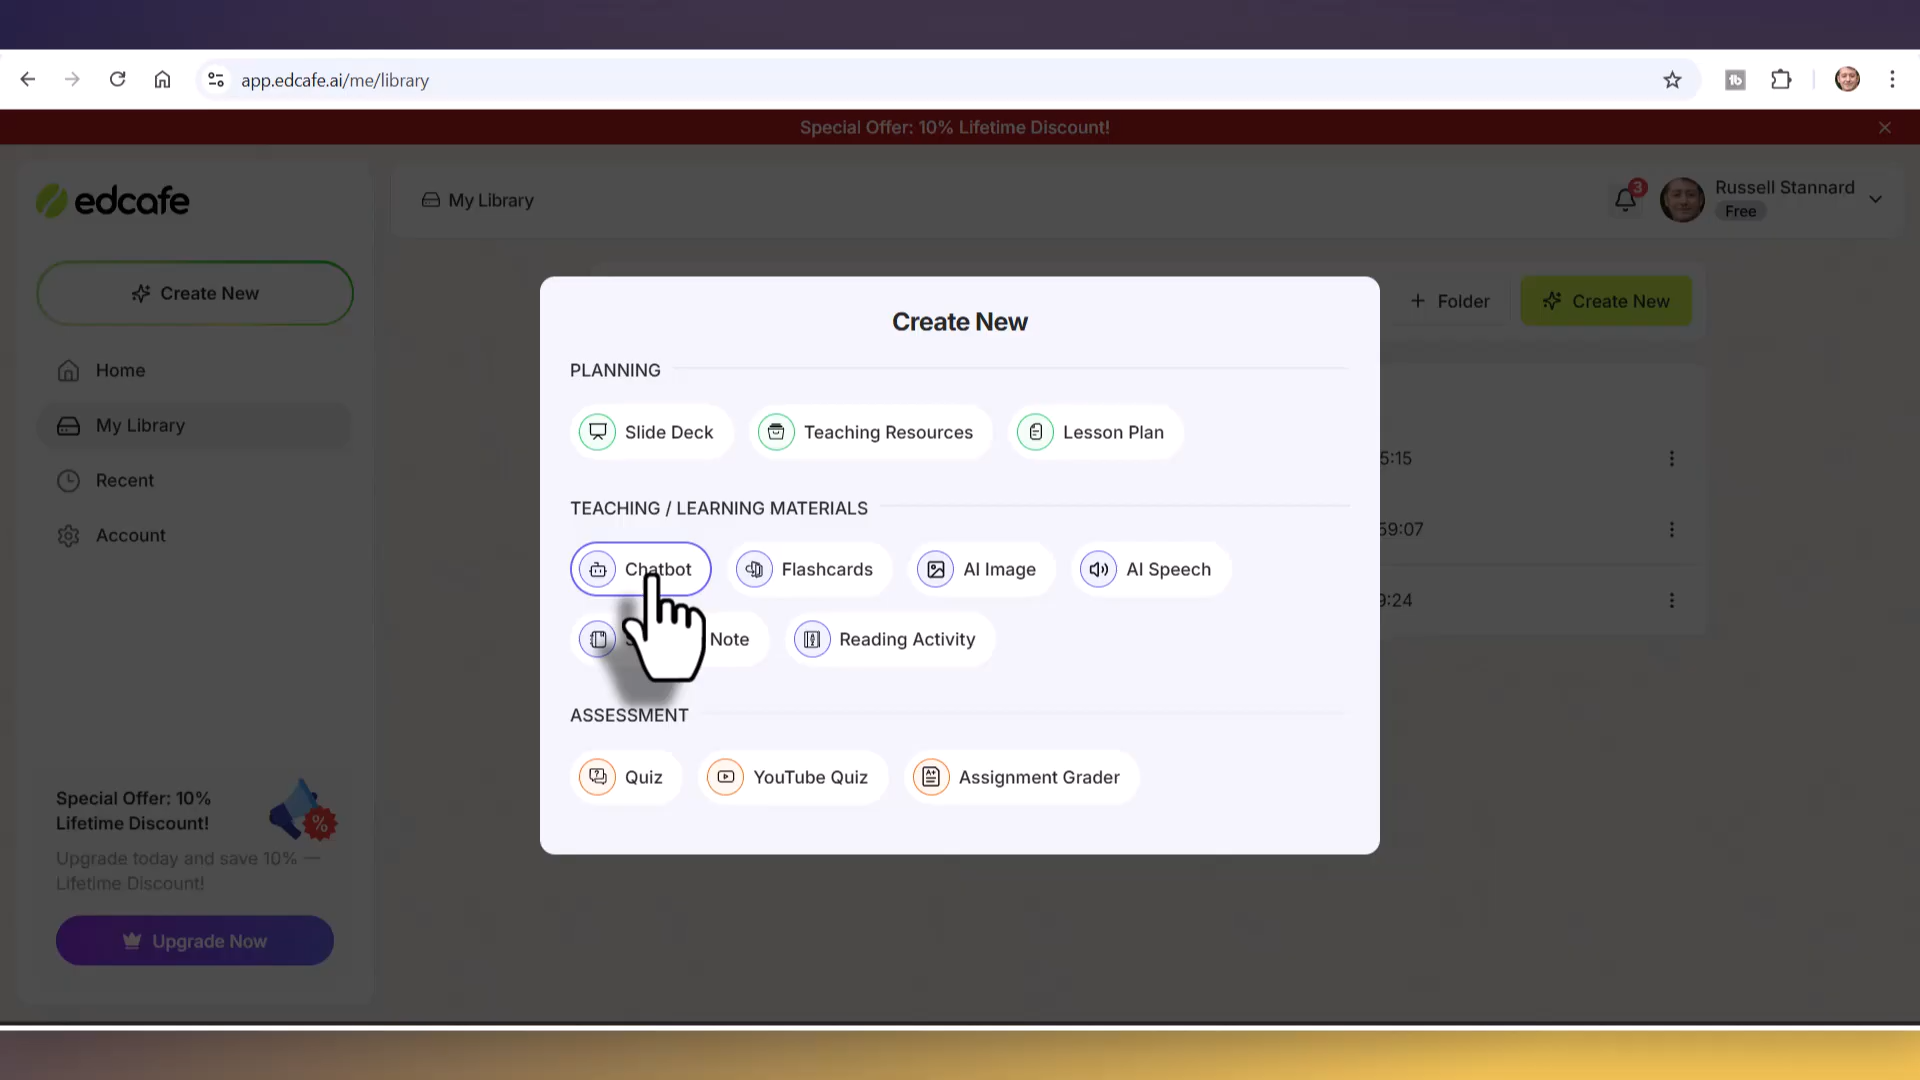 app.edcafe.ai/me/library
Special Offer: 10% Lifetime Discount!
edcafe
My Library
3
Russell Stannard
Free
Create New
Folder
Create New
Home
My Library
Recent
Account
Create New
PLANNING
Slide Deck
Teaching Resources
Lesson Plan
5:15
TEACHING / LEARNING MATERIALS
59:07
Chatbot
Flashcards
AI Image
AI Speech
9:24
Note
Reading Activity
ASSESSMENT
Quiz
YouTube Quiz
Assignment Grader
Special Offer: 10%
Lifetime Discount!
%
Upgrade today and save 10% —
Lifetime Discount!
Upgrade Now